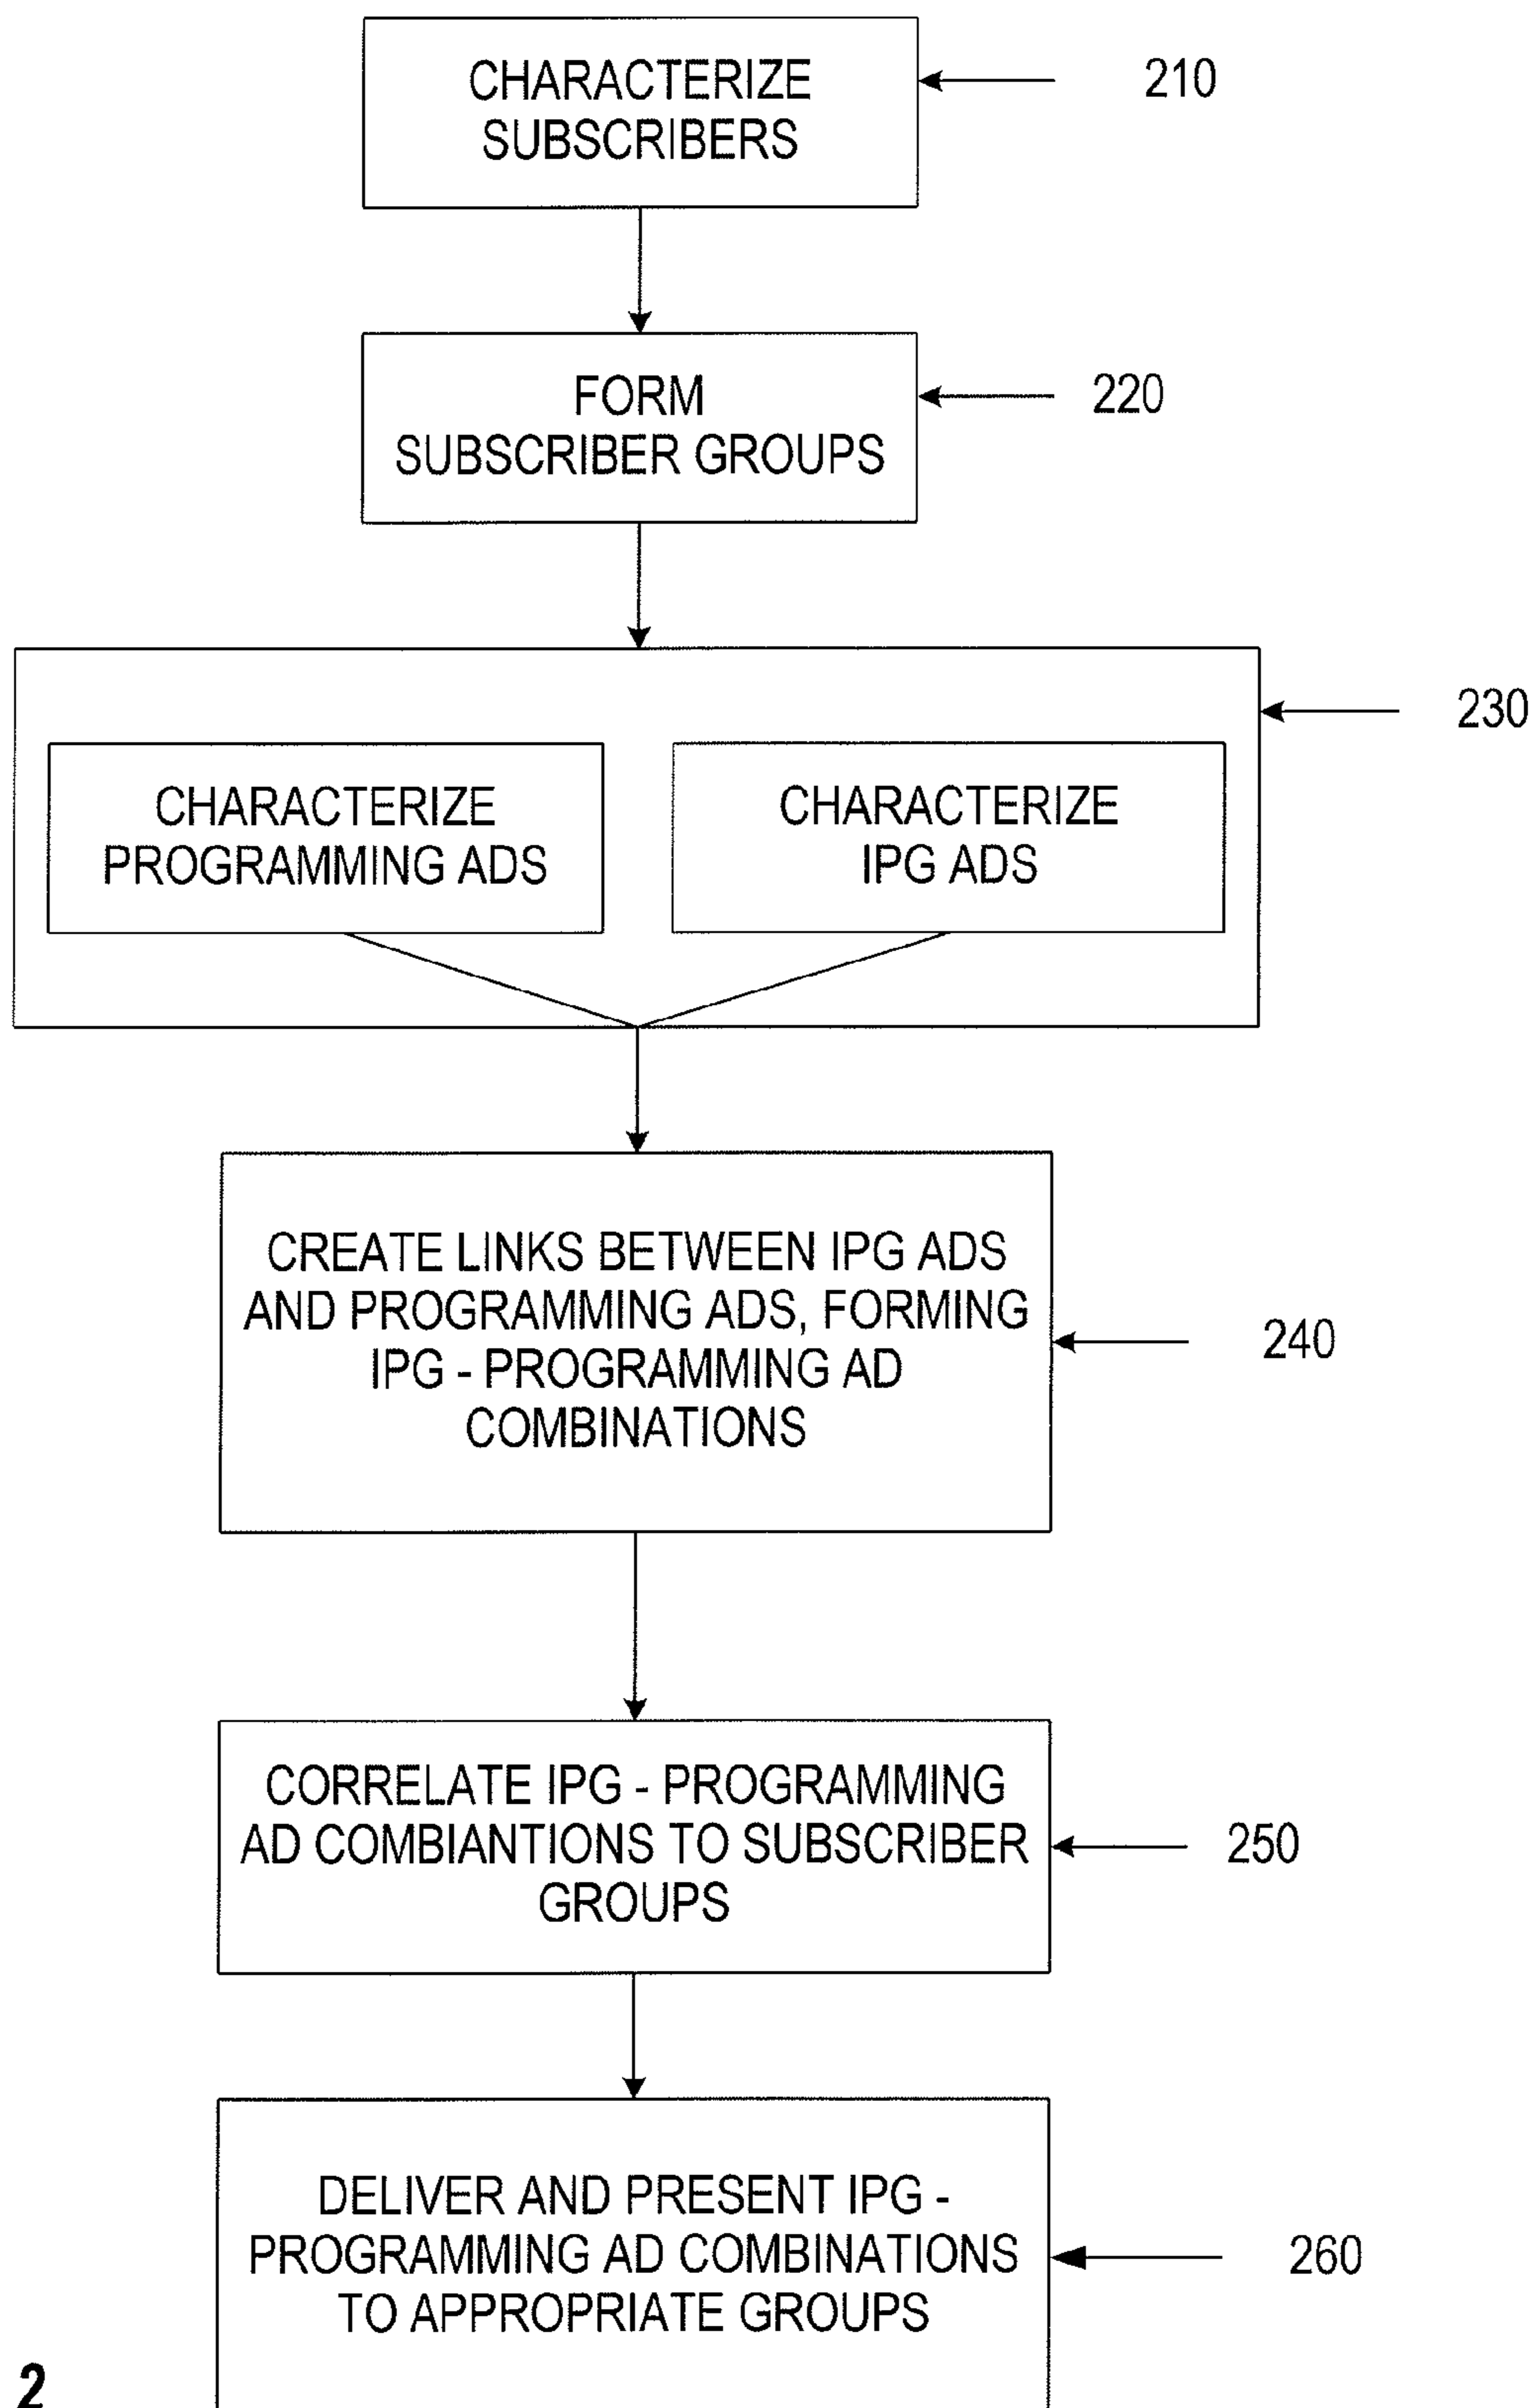 CHARACTERIZE
SUBSCRIBERS
210
FORM
SUBSCRIBER GROUPS
220
230
CHARACTERIZE
PROGRAMMING ADS
CHARACTERIZE
IPG ADS
CREATE LINKS BETWEEN IPG ADS
AND PROGRAMMING ADS, FORMING
IPG - PROGRAMMING AD
COMBINATIONS
240
CORRELATE IPG - PROGRAMMING
AD COMBIANTIONS TO SUBSCRIBER
GROUPS
250
DELIVER AND PRESENT IPG -
PROGRAMMING AD COMBINATIONS
TO APPROPRIATE GROUPS
260
2